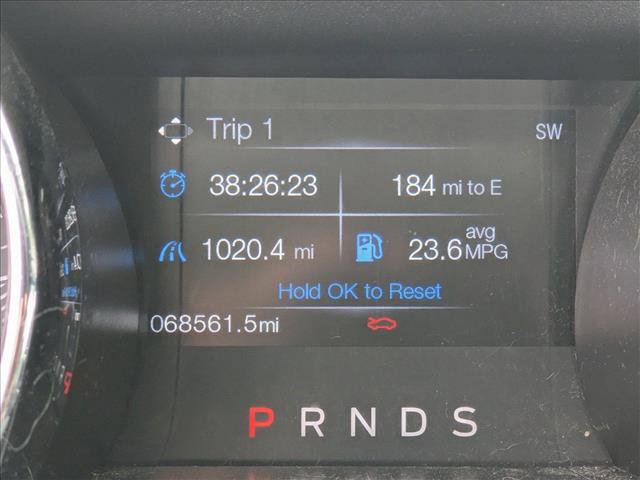 Trip 1
SW
38:26:23
184 mi to E
1020.4 mi
23.6 avg MPG
Hold OK to Reset
068561.5mi
P R N D S